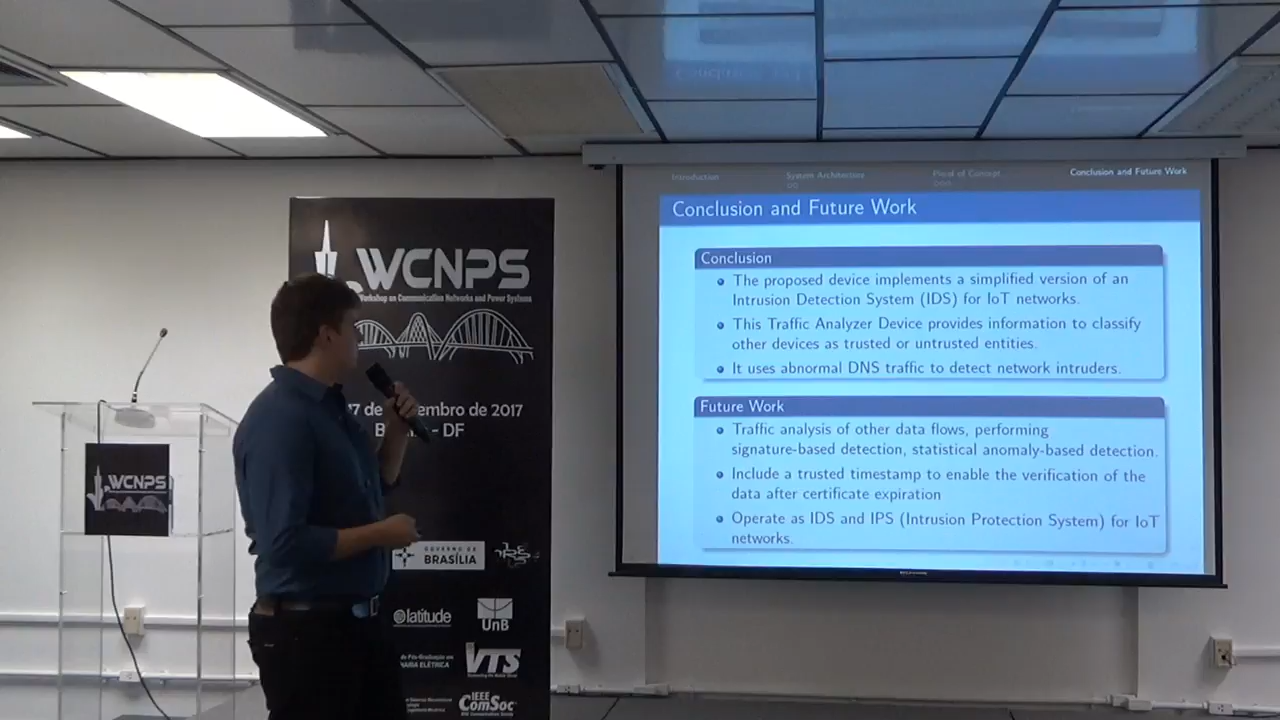 Introduction
System Architecture
Proof of Concept
Conclusion and Future Work
Conclusion and Future Work
Conclusion
The proposed device implements a simplified version of an
Intrusion Detection System (IDS) for IoT networks.
This Traffic Analyzer Device provides information to classify
other devices as trusted or untrusted entities.
It uses abnormal DNS traffic to detect network intruders.
Future Work
Traffic analysis of other data flows, performing
signature-based detection, statistical anomaly-based detection.
Include a trusted timestamp to enable the verification of the
data after certificate expiration
Operate as IDS and IPS (Intrusion Protection System) for IoT
networks.
WCNPS
Workshop on Communication Networks and Power Systems
de 2017
- DF
GOVERNO DE
BRASÍLIA
latitude
UnB
VTS
IEEE
ComSoc
WCNPS